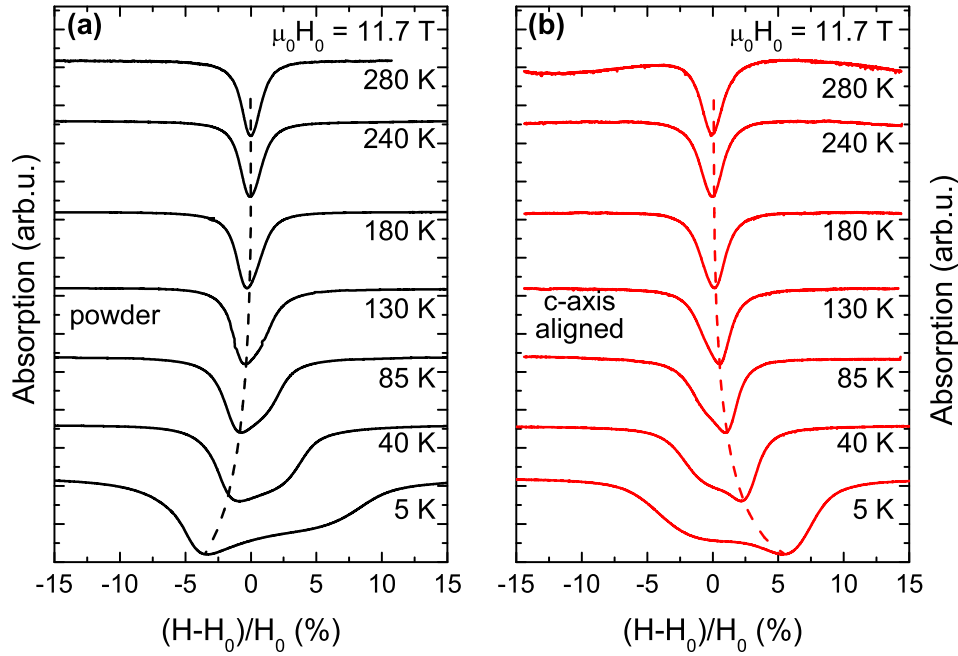 (a)
μ₀H₀ = 11.7 T
280 K
240 K
180 K
130 K
powder
85 K
40 K
5 K
-15 -10 -5 0 5 10 15
(H-H₀)/H₀ (%)
Absorption (arb.u.)
(b)
μ₀H₀ = 11.7 T
280 K
240 K
180 K
130 K
c-axis
aligned
85 K
40 K
5 K
-15 -10 -5 0 5 10 15
(H-H₀)/H₀ (%)
Absorption (arb.u.)